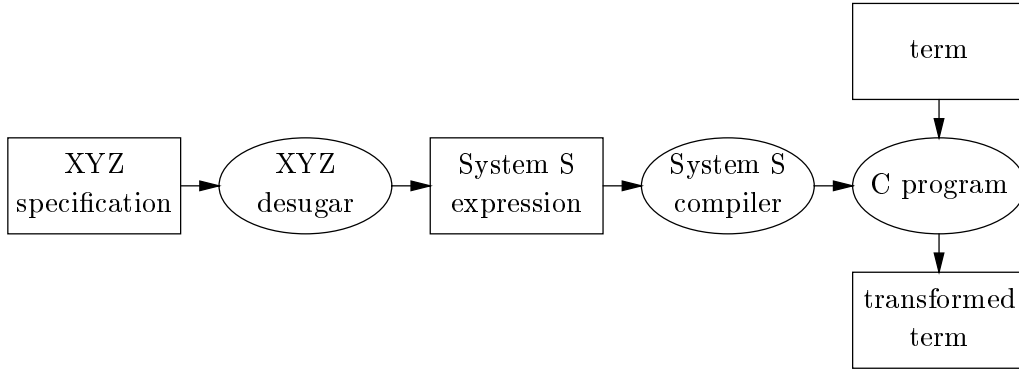 term
XYZ
specification
XYZ
desugar
System S
expression
System S
compiler
C program
transformed
term